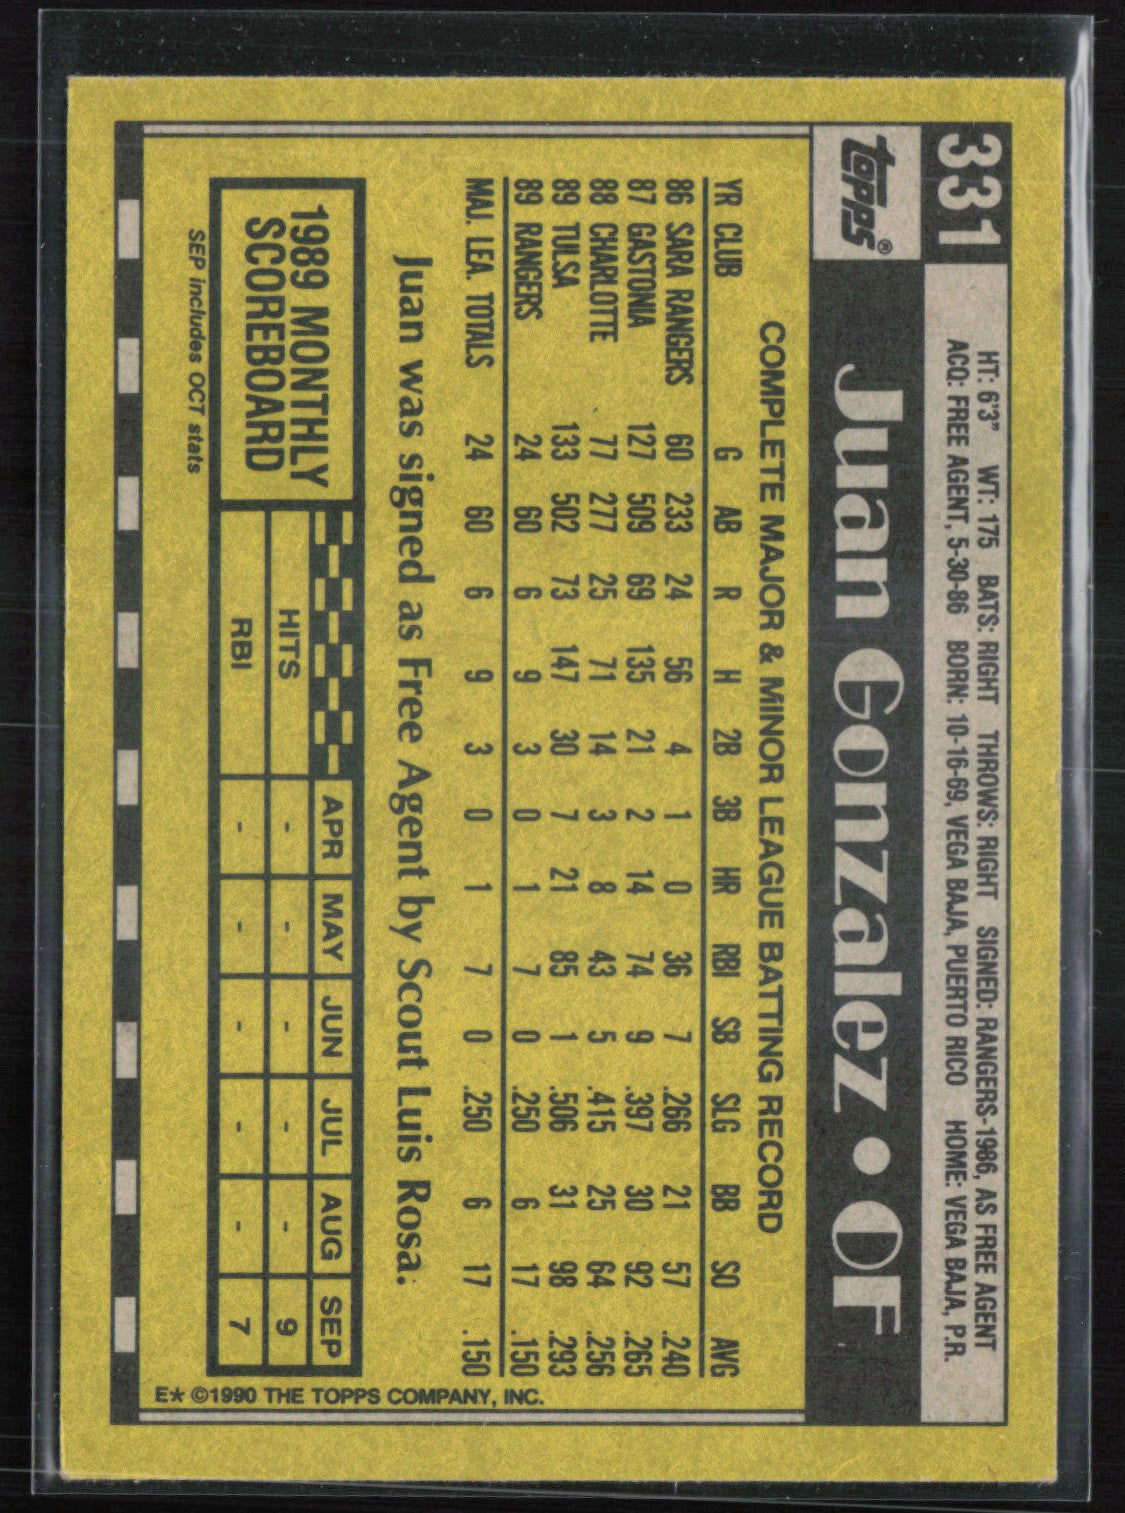 331
HT: 6'3" WT: 175 BATS: RIGHT THROWS: RIGHT SIGNED: RANGERS-1986, AS FREE AGENT
ACQ: FREE AGENT, 5-30-86 BORN: 10-16-69, VEGA BAJA, PUERTO RICO HOME: VEGA BAJA, P.R.
topps®
Juan Gonzalez • OF
COMPLETE MAJOR & MINOR LEAGUE BATTING RECORD
YR CLUB G AB R H 2B 3B HR RBI SB SLG BB SO AVG
86 SARA RANGERS 60 233 24 56 4 1 0 36 7 .266 21 57 .240
87 GASTONIA 127 509 69 135 21 2 14 74 9 .397 30 92 .265
88 CHARLOTTE 77 277 25 71 14 3 8 43 5 .415 25 64 .256
89 TULSA 133 502 73 147 30 7 21 85 1 .506 31 98 .293
89 RANGERS 24 60 6 9 3 0 1 7 0 .250 6 17 .150
MAJ. LEA. TOTALS 24 60 6 9 3 0 1 7 0 .250 6 17 .150
Juan was signed as Free Agent by Scout Luis Rosa.
1989 MONTHLY
SCOREBOARD
APR MAY JUN JUL AUG SEP
HITS - - - - - 9
RBI - - - - - 7
SEP includes OCT stats
E★ ©1990 THE TOPPS COMPANY, INC.